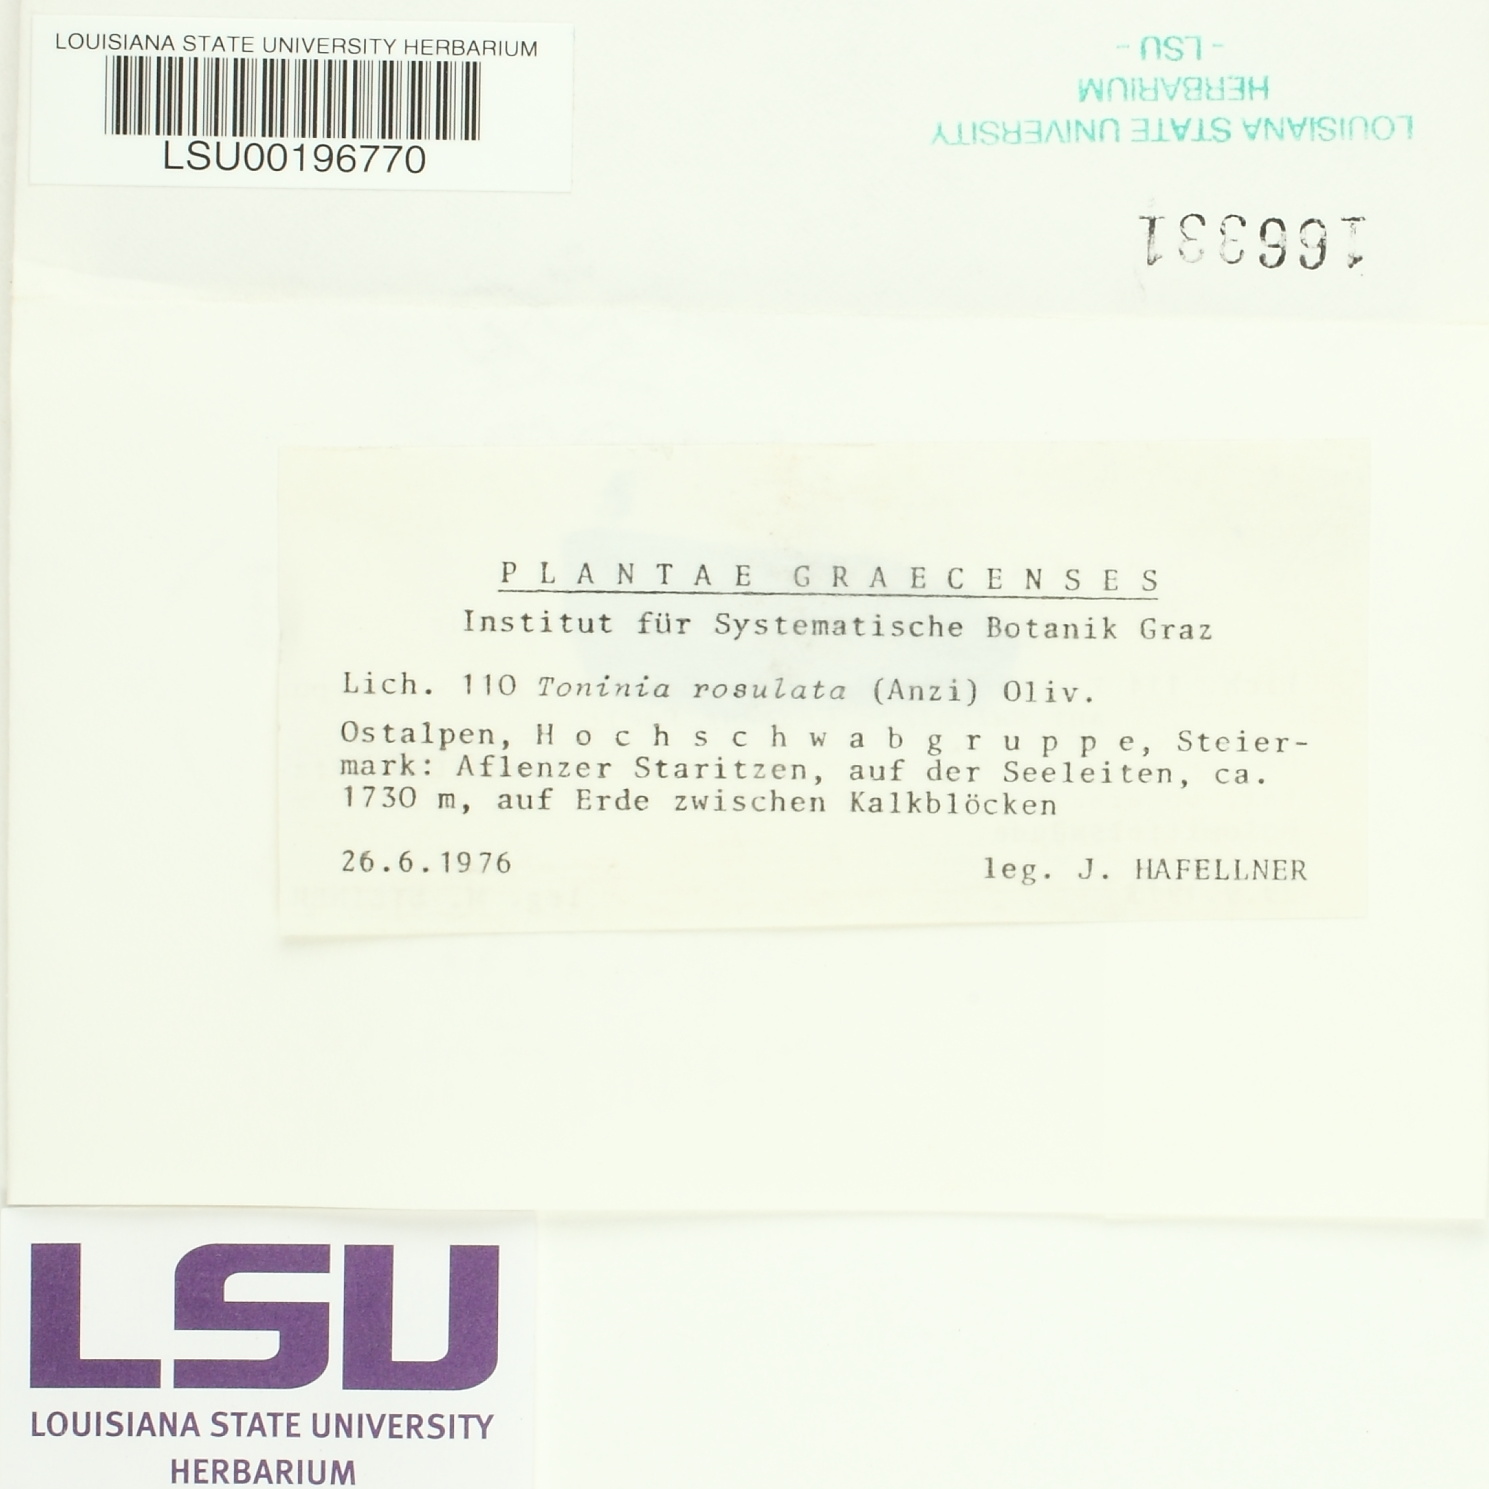 LOUISIANA STATE UNIVERSITY HERBARIUM
LSU00196770
LOUISIANA STATE UNIVERSITY
HERBARIUM
- LSU -
166331
PLANTAE GRAECENSES
Institut für Systematische Botanik Graz
Lich. 110 Toninia rosulata (Anzi) Oliv.
Ostalpen, Hochschwabgruppe, Steier-
mark: Aflenzer Staritzen, auf der Seeleiten, ca.
1730 m, auf Erde zwischen Kalkblöcken
26.6.1976 leg. J. HAFELLNER
LSU
LOUISIANA STATE UNIVERSITY
HERBARIUM